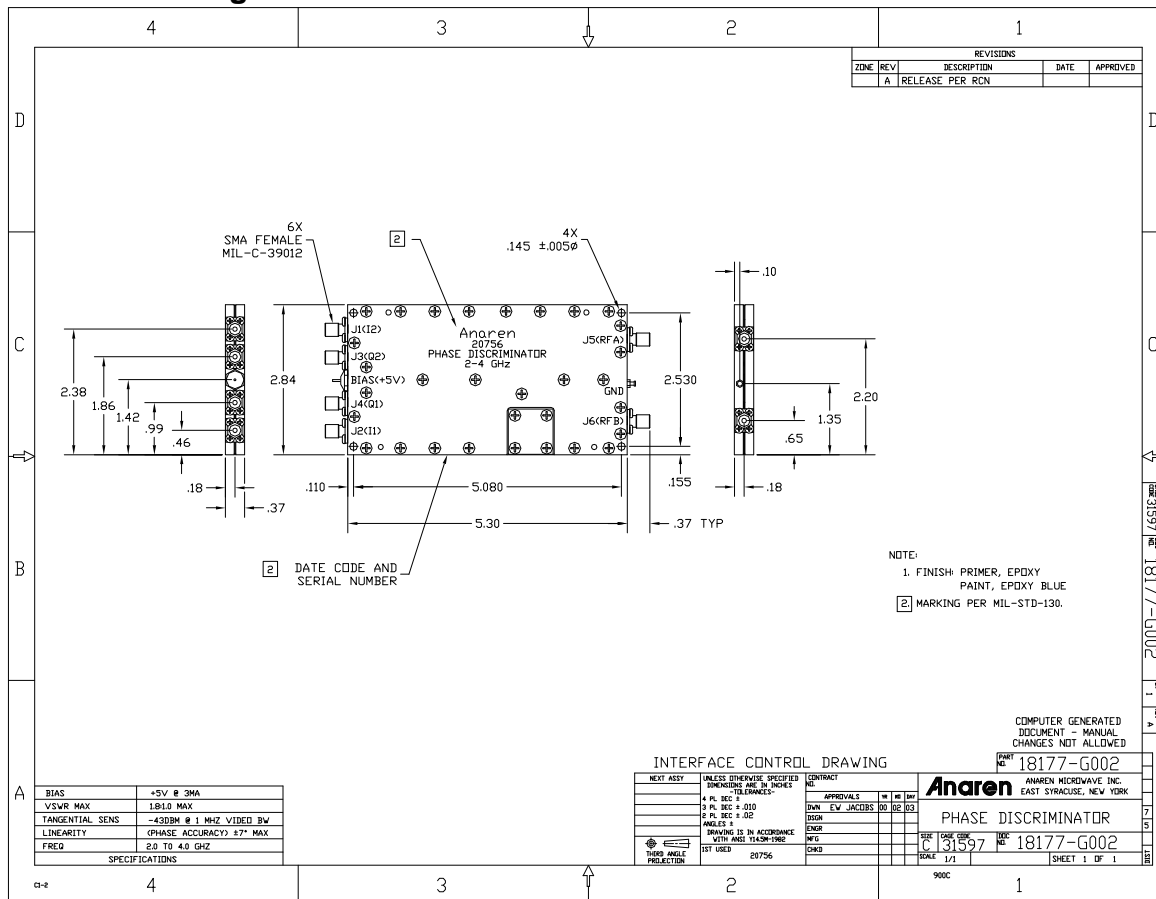 4
3
2
1
REVISIONS
ZONE REV DESCRIPTION DATE APPROVED
A RELEASE PER RCN
D
D
6X
SMA FEMALE
MIL-C-39012
2
4X
.145 ±.005ø
.10
J1(I2)
Anaren
20756
PHASE DISCRIMINATOR
2-4 GHz
J5(RFA)
J3(Q2)
BIAS(+5V)
GND
J4(Q1)
J2(I1)
J6(RFB)
C
C
2.38
1.86
1.42
.99
.46
2.84
2.530
2.20
1.35
.65
.18
.37
.110
5.080
.155
.18
5.30
.37 TYP
2 DATE CODE AND
SERIAL NUMBER
B
NOTE:
1. FINISH: PRIMER, EPOXY
PAINT, EPOXY BLUE
2. MARKING PER MIL-STD-130.
31597
18177-G002
1
A
COMPUTER GENERATED
DOCUMENT - MANUAL
CHANGES NOT ALLOWED
INTERFACE CONTROL DRAWING
PART NO. 18177-G002
A
BIAS +5V @ 3MA
VSWR MAX 1.8:1.0 MAX
TANGENTIAL SENS -43DBM @ 1 MHZ VIDEO BW
LINEARITY (PHASE ACCURACY) ±7° MAX
FREQ 2.0 TO 4.0 GHZ
SPECIFICATIONS
NEXT ASSY
UNLESS OTHERWISE SPECIFIED
DIMENSIONS ARE IN INCHES
-TOLERANCES-
4 PL DEC ±
3 PL DEC ± .010
2 PL DEC ± .02
ANGLES ±
DRAWING IS IN ACCORDANCE
WITH ANSI Y14.5M-1982
THIRD ANGLE
PROJECTION
1ST USED
20756
CONTRACT
NO.
APPROVALS YR MO DAY
DWN EW JACOBS 00 02 03
DSGN
ENGR
MFG
CHKD
Anaren
ANAREN MICROWAVE INC.
EAST SYRACUSE, NEW YORK
PHASE DISCRIMINATOR
SIZE C CAGE CODE 31597 DOC NO. 18177-G002
SCALE 1/1 SHEET 1 OF 1
7
5
DIST
C1-2
4
3
2
900C
1